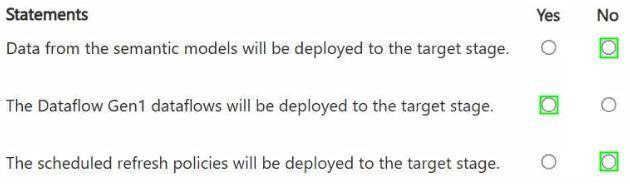 Statements Yes No
Data from the semantic models will be deployed to the target stage.
The Dataflow Gen1 dataflows will be deployed to the target stage.
The scheduled refresh policies will be deployed to the target stage.